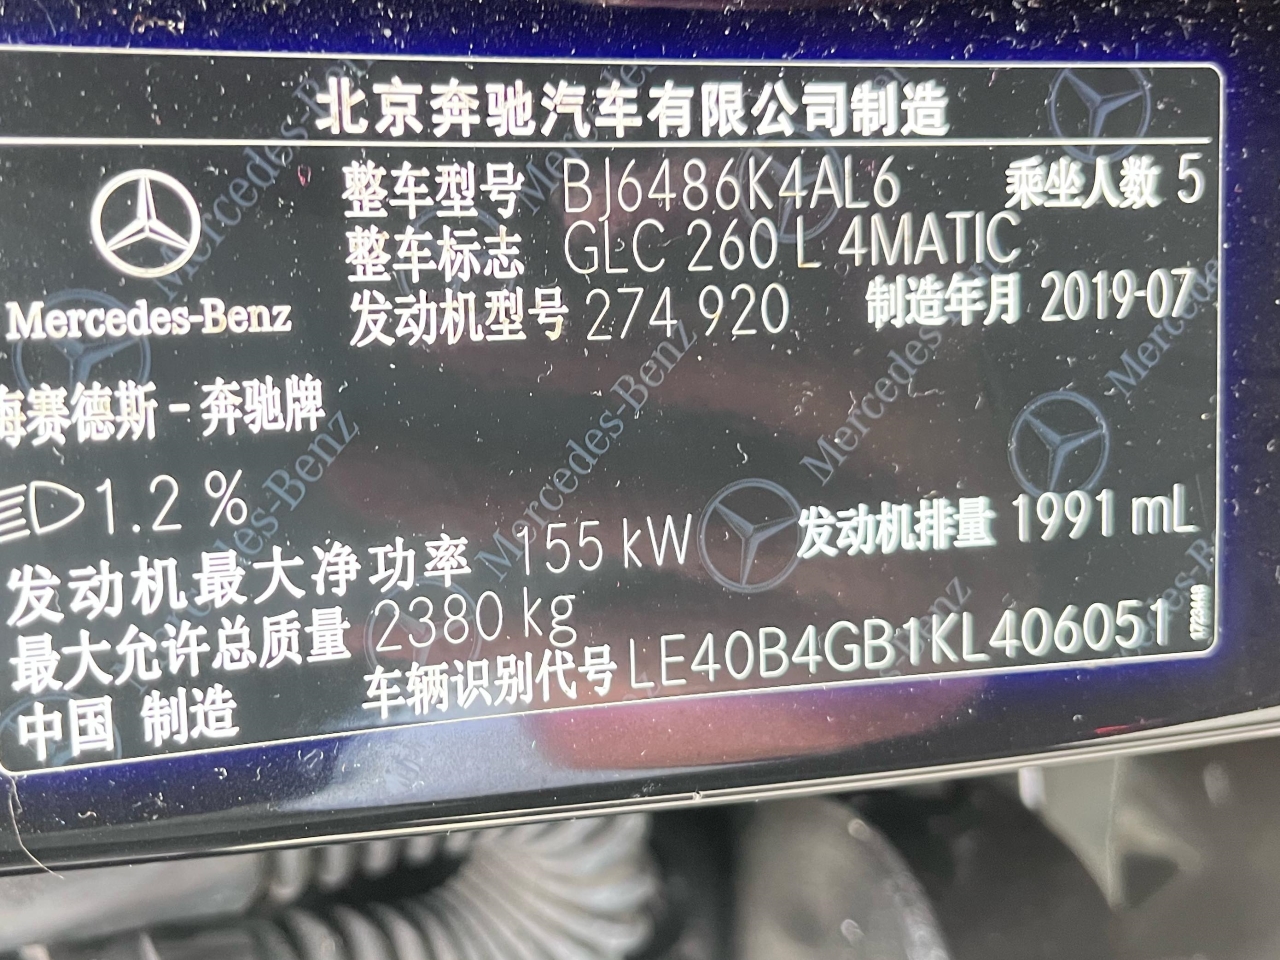 北京奔驰汽车有限公司制造
整车型号 BJ6486K4AL6 乘坐人数 5
整车标志 GLC 260 L 4MATIC
发动机型号 274 920 制造年月 2019-07
Mercedes-Benz
梅赛德斯-奔驰牌
1.2 %
发动机最大净功率 155 kW 发动机排量 1991 mL
最大允许总质量 2380 kg
中国 制造 车辆识别代号 LE40B4GB1KL406051